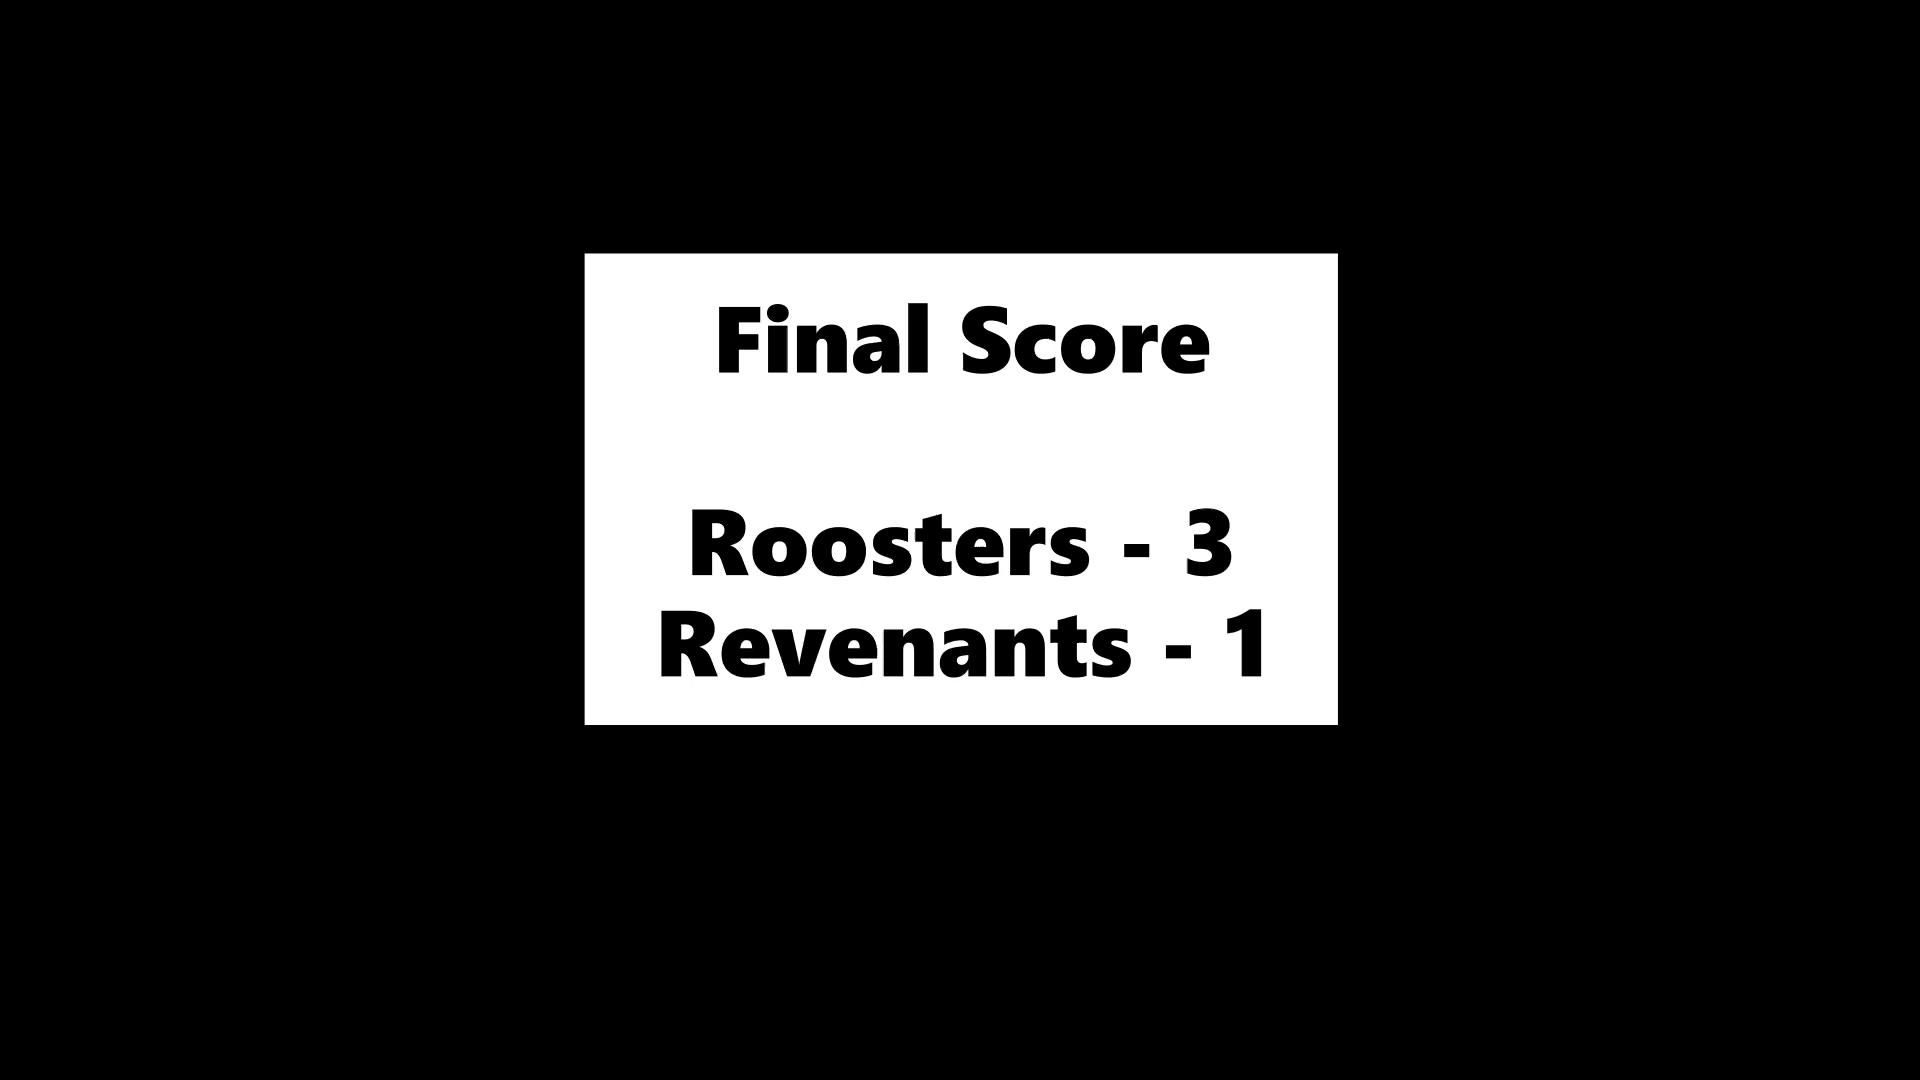 Final Score
Roosters - 3
Revenants - 1